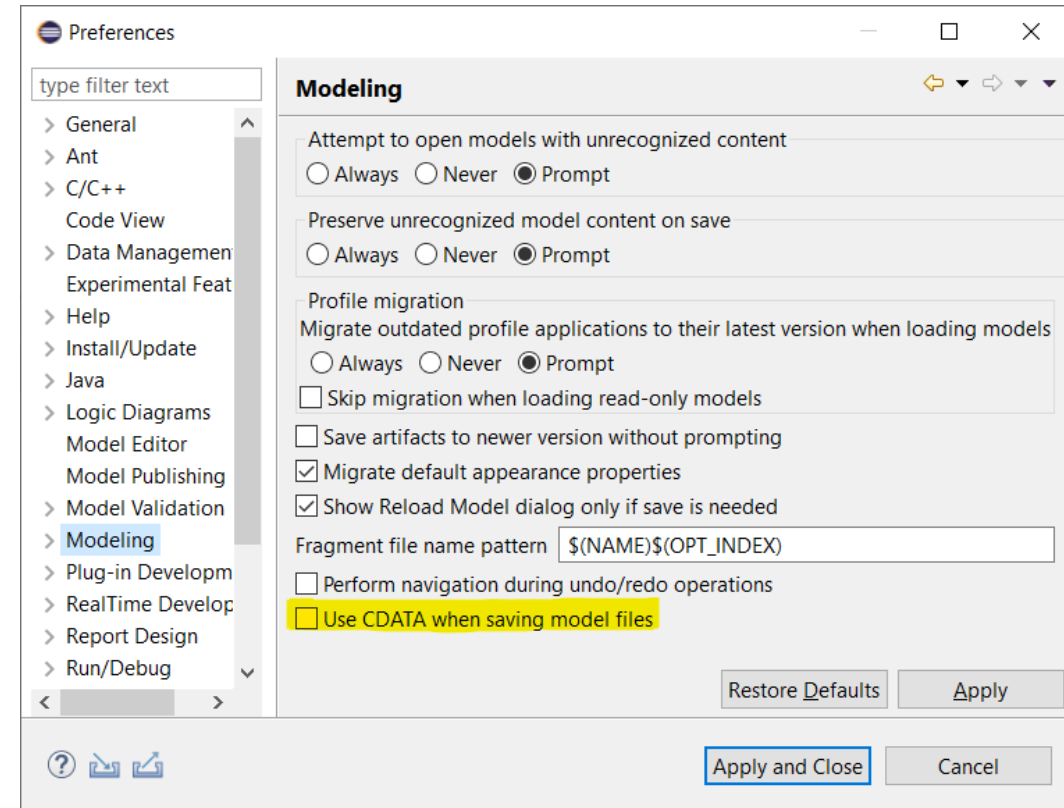 Preferences
type filter text
General
Ant
C/C++
Code View
Data Managemen
Experimental Feat
Help
Install/Update
Java
Logic Diagrams
Model Editor
Model Publishing
Model Validation
Modeling
Plug-in Developm
RealTime Develop
Report Design
Run/Debug
Modeling
Attempt to open models with unrecognized content
Always Never Prompt
Preserve unrecognized model content on save
Always Never Prompt
Profile migration
Migrate outdated profile applications to their latest version when loading models
Always Never Prompt
Skip migration when loading read-only models
Save artifacts to newer version without prompting
Migrate default appearance properties
Show Reload Model dialog only if save is needed
Fragment file name pattern $(NAME)$(OPT_INDEX)
Perform navigation during undo/redo operations
Use CDATA when saving model files
Restore Defaults Apply
? Apply and Close Cancel